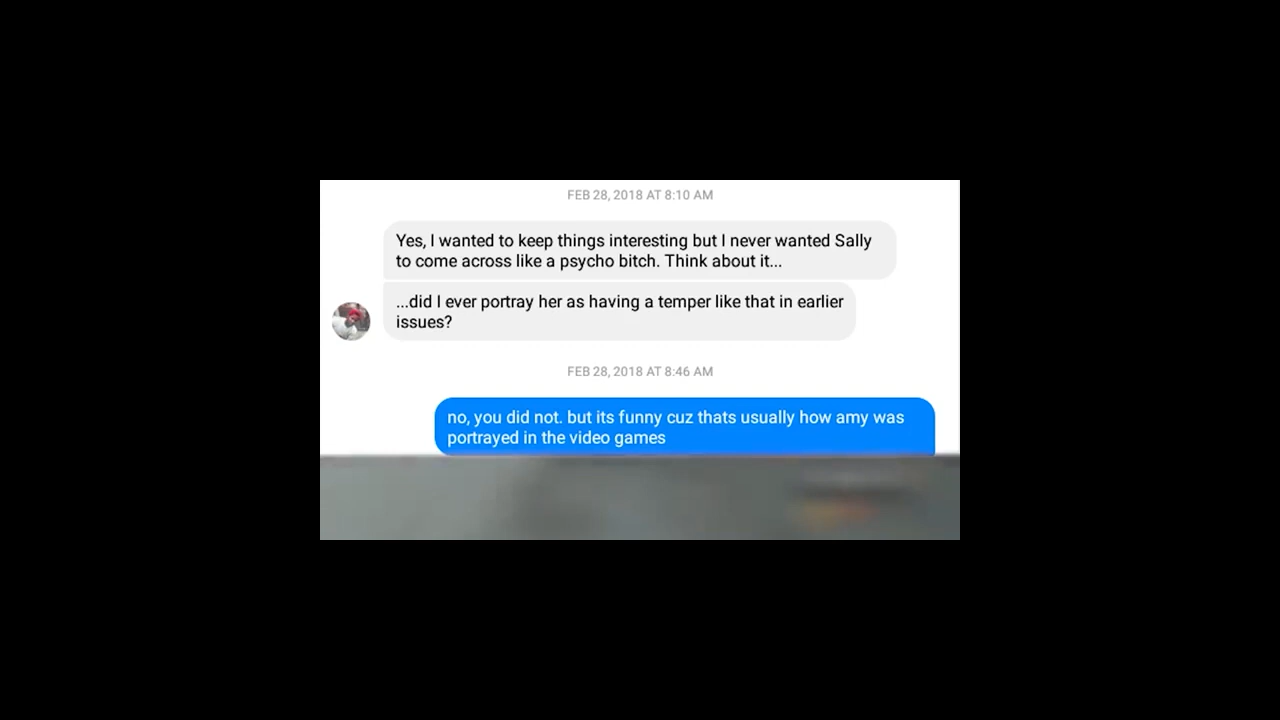 FEB 28, 2018 AT 8:10 AM
Yes, I wanted to keep things interesting but I never wanted Sally
to come across like a psycho bitch. Think about it...
...did I ever portray her as having a temper like that in earlier
issues?
FEB 28, 2018 AT 8:46 AM
no, you did not. but its funny cuz thats usually how amy was
portrayed in the video games